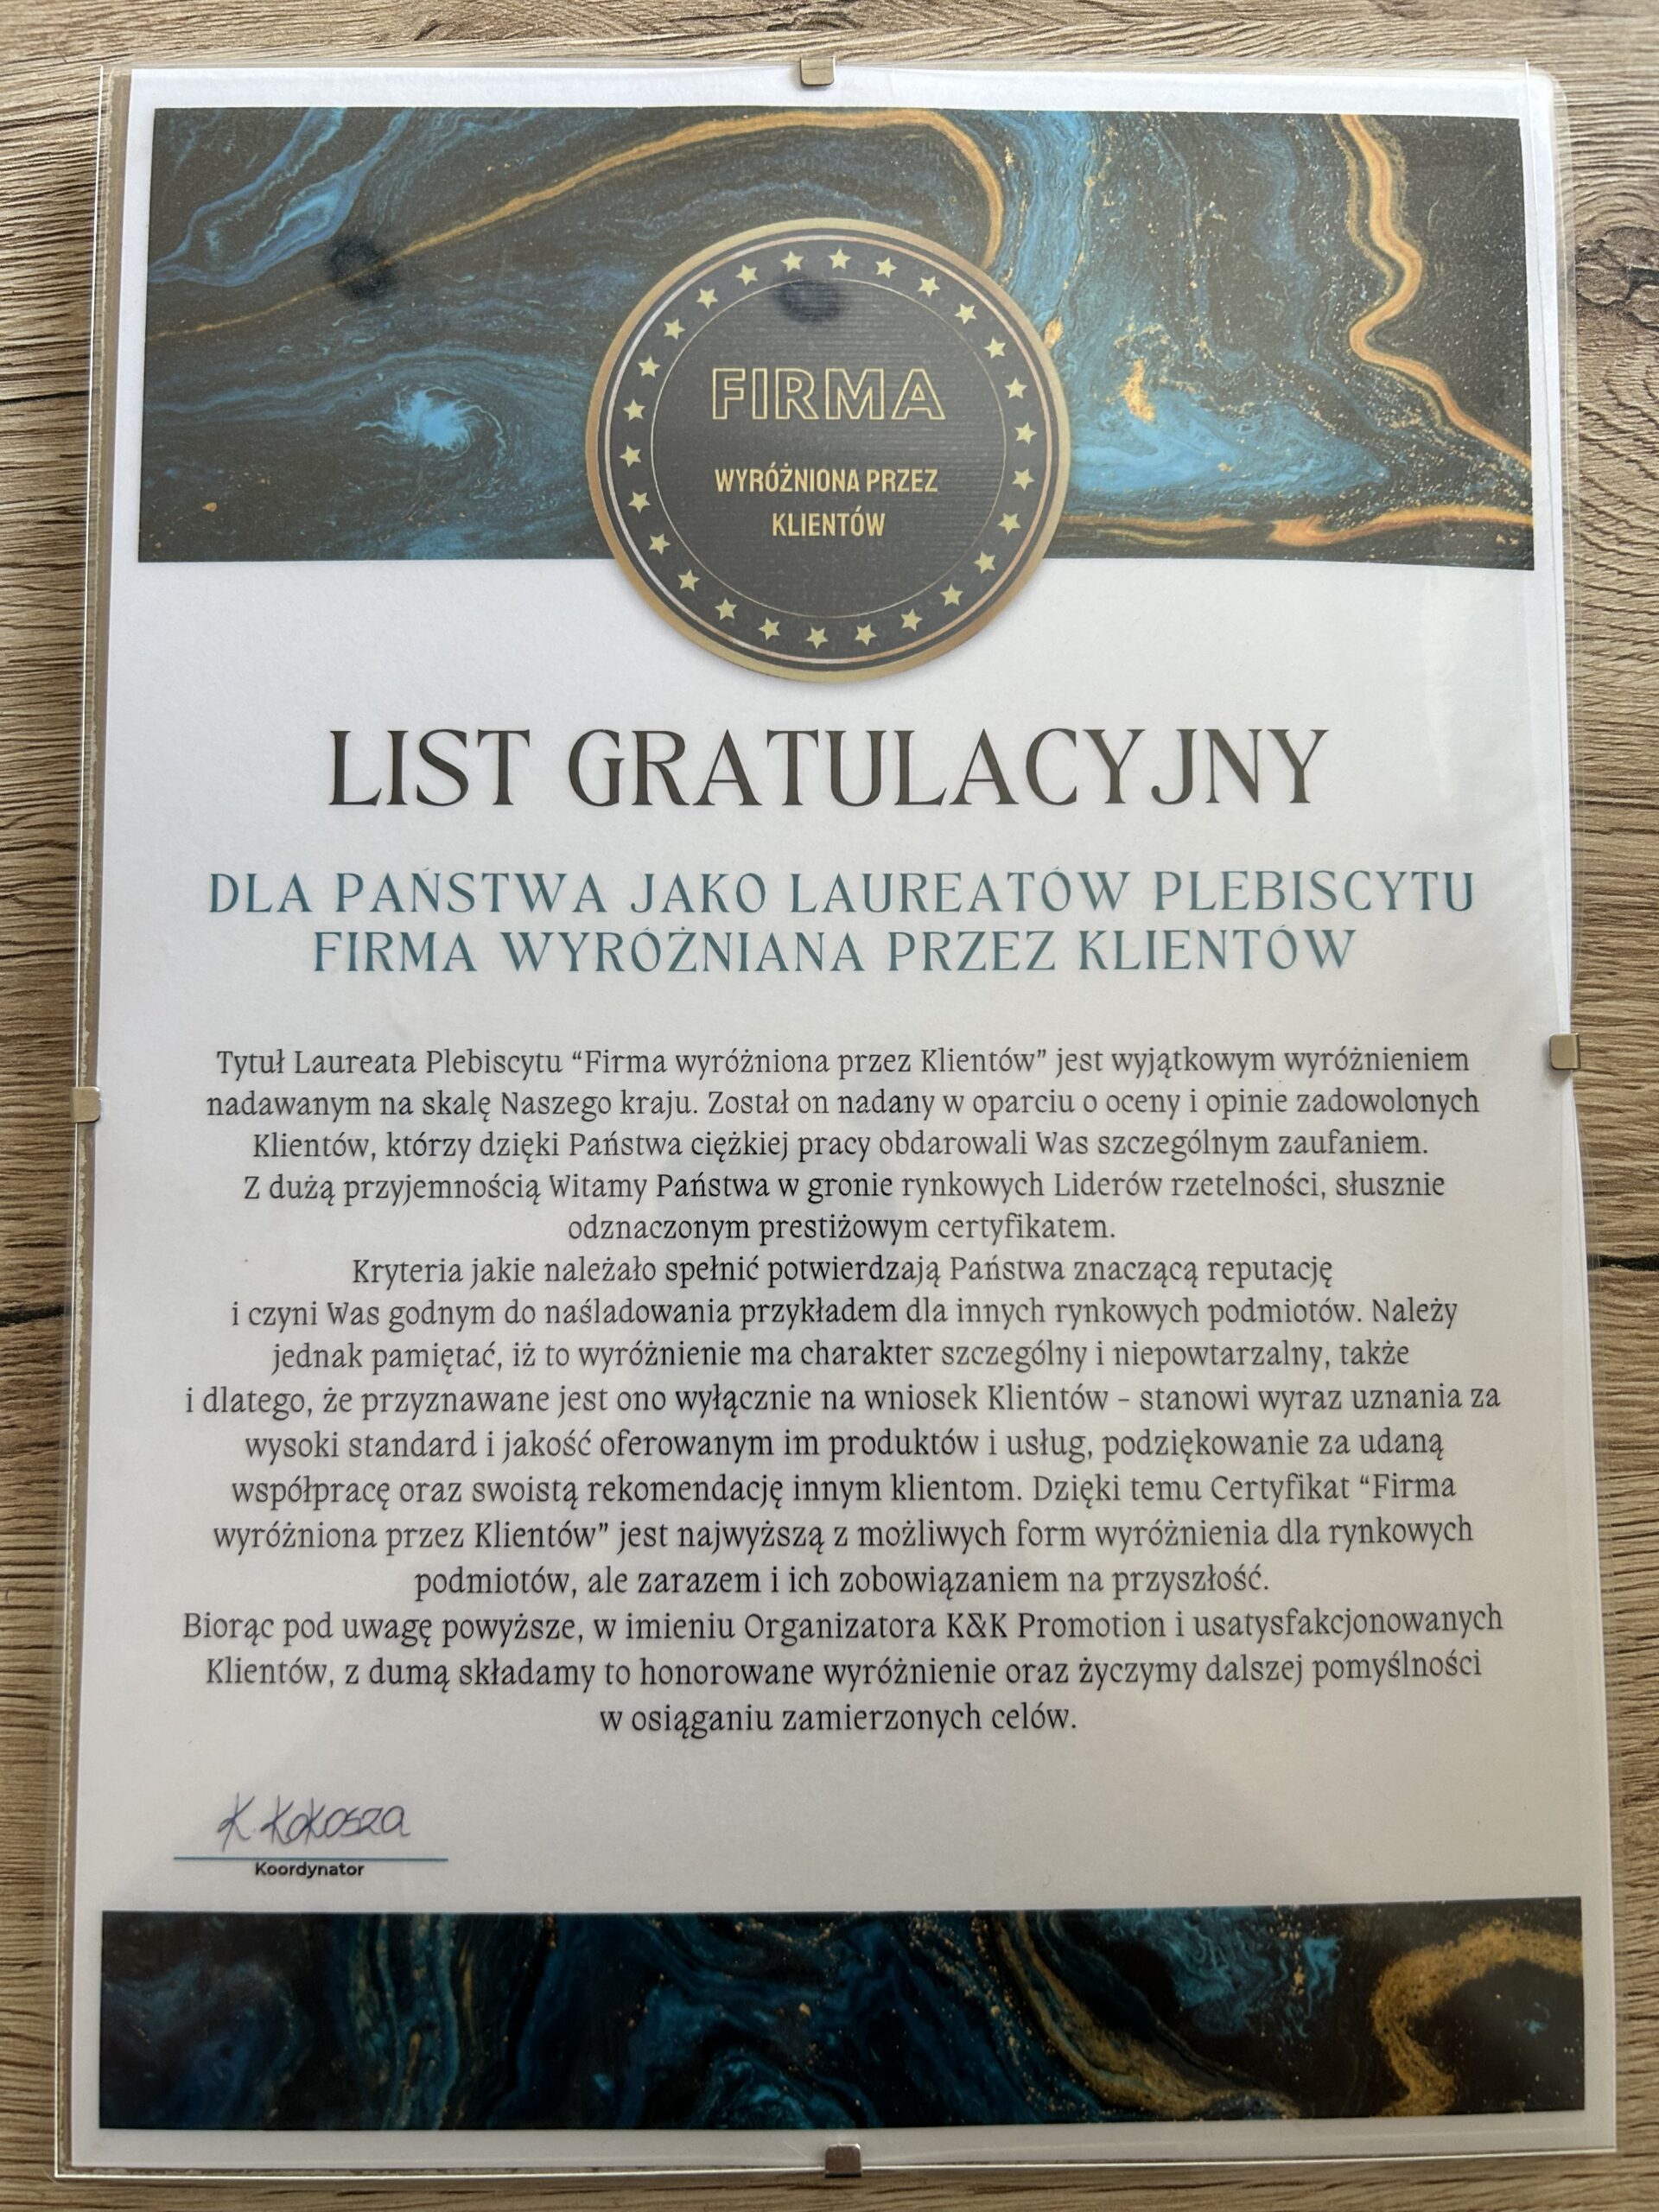 FIRMA
WYRÓŻNIONA PRZEZ
KLIENTÓW
LIST GRATULACYJNY
DLA PAŃSTWA JAKO LAUREATÓW PLEBISCYTU
FIRMA WYRÓŻNIANA PRZEZ KLIENTÓW
Tytuł Laureata Plebiscytu “Firma wyróżniona przez Klientów” jest wyjątkowym wyróżnieniem
nadawanym na skalę Naszego kraju. Został on nadany w oparciu o oceny i opinie zadowolonych
Klientów, którzy dzięki Państwa ciężkiej pracy obdarowali Was szczególnym zaufaniem.
Z dużą przyjemnością Witamy Państwa w gronie rynkowych Liderów rzetelności, słusznie
odznaczonym prestiżowym certyfikatem.
Kryteria jakie należało spełnić potwierdzają Państwa znaczącą reputację
i czyni Was godnym do naśladowania przykładem dla innych rynkowych podmiotów. Należy
jednak pamiętać, iż to wyróżnienie ma charakter szczególny i niepowtarzalny, także
i dlatego, że przyznawane jest ono wyłącznie na wniosek Klientów – stanowi wyraz uznania za
wysoki standard i jakość oferowanym im produktów i usług, podziękowanie za udaną
współpracę oraz swoistą rekomendację innym klientom. Dzięki temu Certyfikat “Firma
wyróżniona przez Klientów” jest najwyższą z możliwych form wyróżnienia dla rynkowych
podmiotów, ale zarazem i ich zobowiązaniem na przyszłość.
Biorąc pod uwagę powyższe, w imieniu Organizatora K&K Promotion i usatysfakcjonowanych
Klientów, z dumą składamy to honorowane wyróżnienie oraz życzymy dalszej pomyślności
w osiąganiu zamierzonych celów.
K. Kokosza
Koordynator